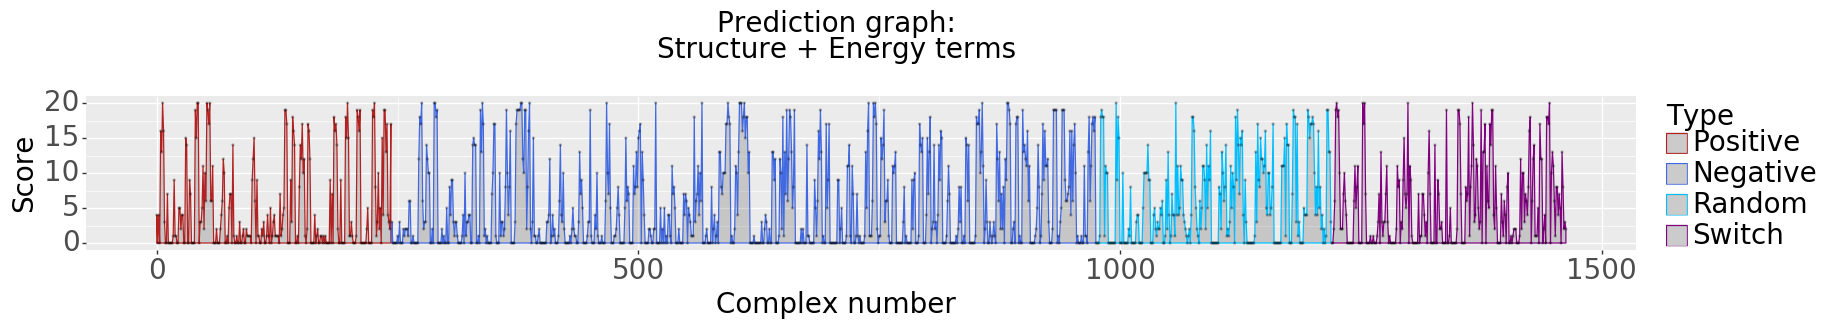 Prediction graph:
Structure + Energy terms
Score
20
15
10
5
0
0
500
1000
1500
Complex number
Type
Positive
Negative
Random
Switch